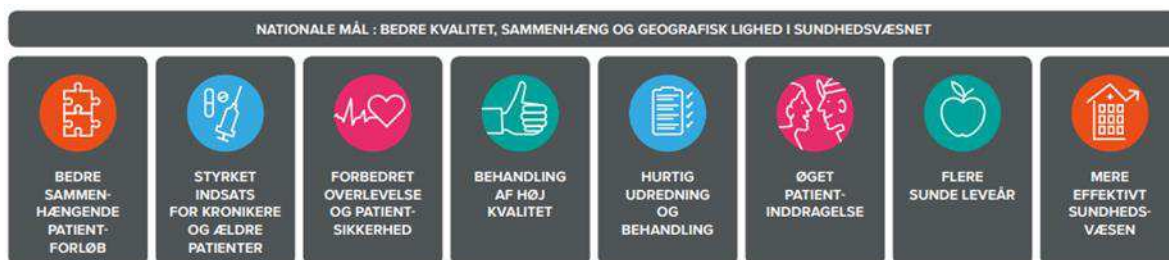 NATIONALE MÅL : BEDRE KVALITET, SAMMENHÆNG OG GEOGRAFISK LIGHED I SUNDHEDSVÆSNET
BEDRE
SAMMEN-
HÆNGENDE
PATIENT-
FORLØB
STYRKET
INDSATS
FOR KRONIKERE
OG ÆLDRE
PATIENTER
FORBEDRET
OVERLEVELSE
OG PATIENT-
SIKKERHED
BEHANDLING
AF HØJ
KVALITET
HURTIG
UDREDNING
OG
BEHANDLING
ØGET
PATIENT-
INDDRAGELSE
FLERE
SUNDE LEVEÅR
MERE
EFFEKTIVT
SUNDHEDS-
VÆSEN